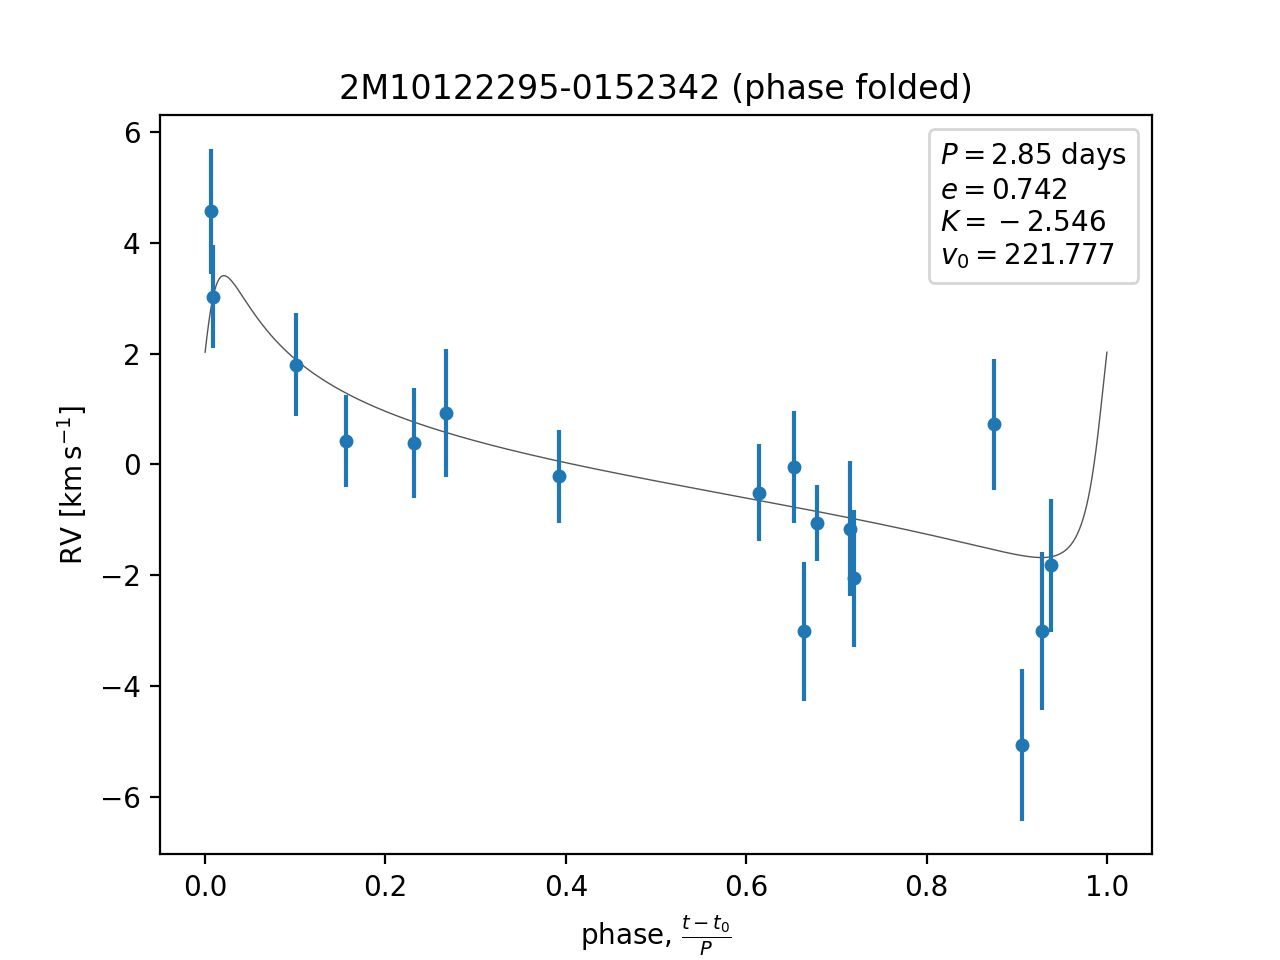 2M10122295-0152342 (phase folded)
P = 2.85 days
e = 0.742
K = −2.546
v₀ = 221.777
RV [km s⁻¹]
6
4
2
0
−2
−4
−6
0.0 0.2 0.4 0.6 0.8 1.0
phase, (t − t₀)/P